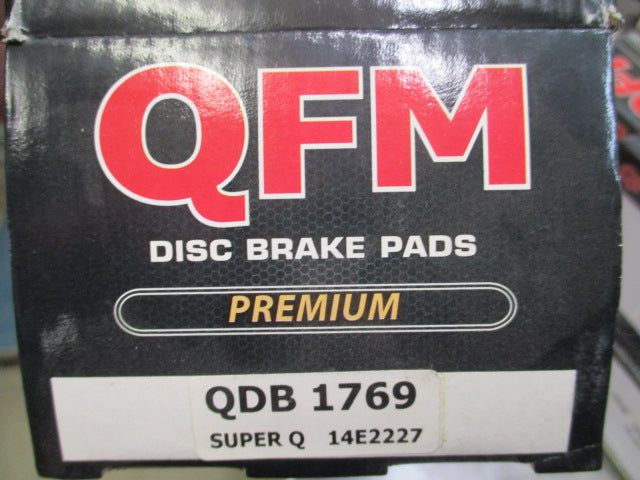 QFM
DISC BRAKE PADS
PREMIUM
QDB 1769
SUPER Q 14E2227